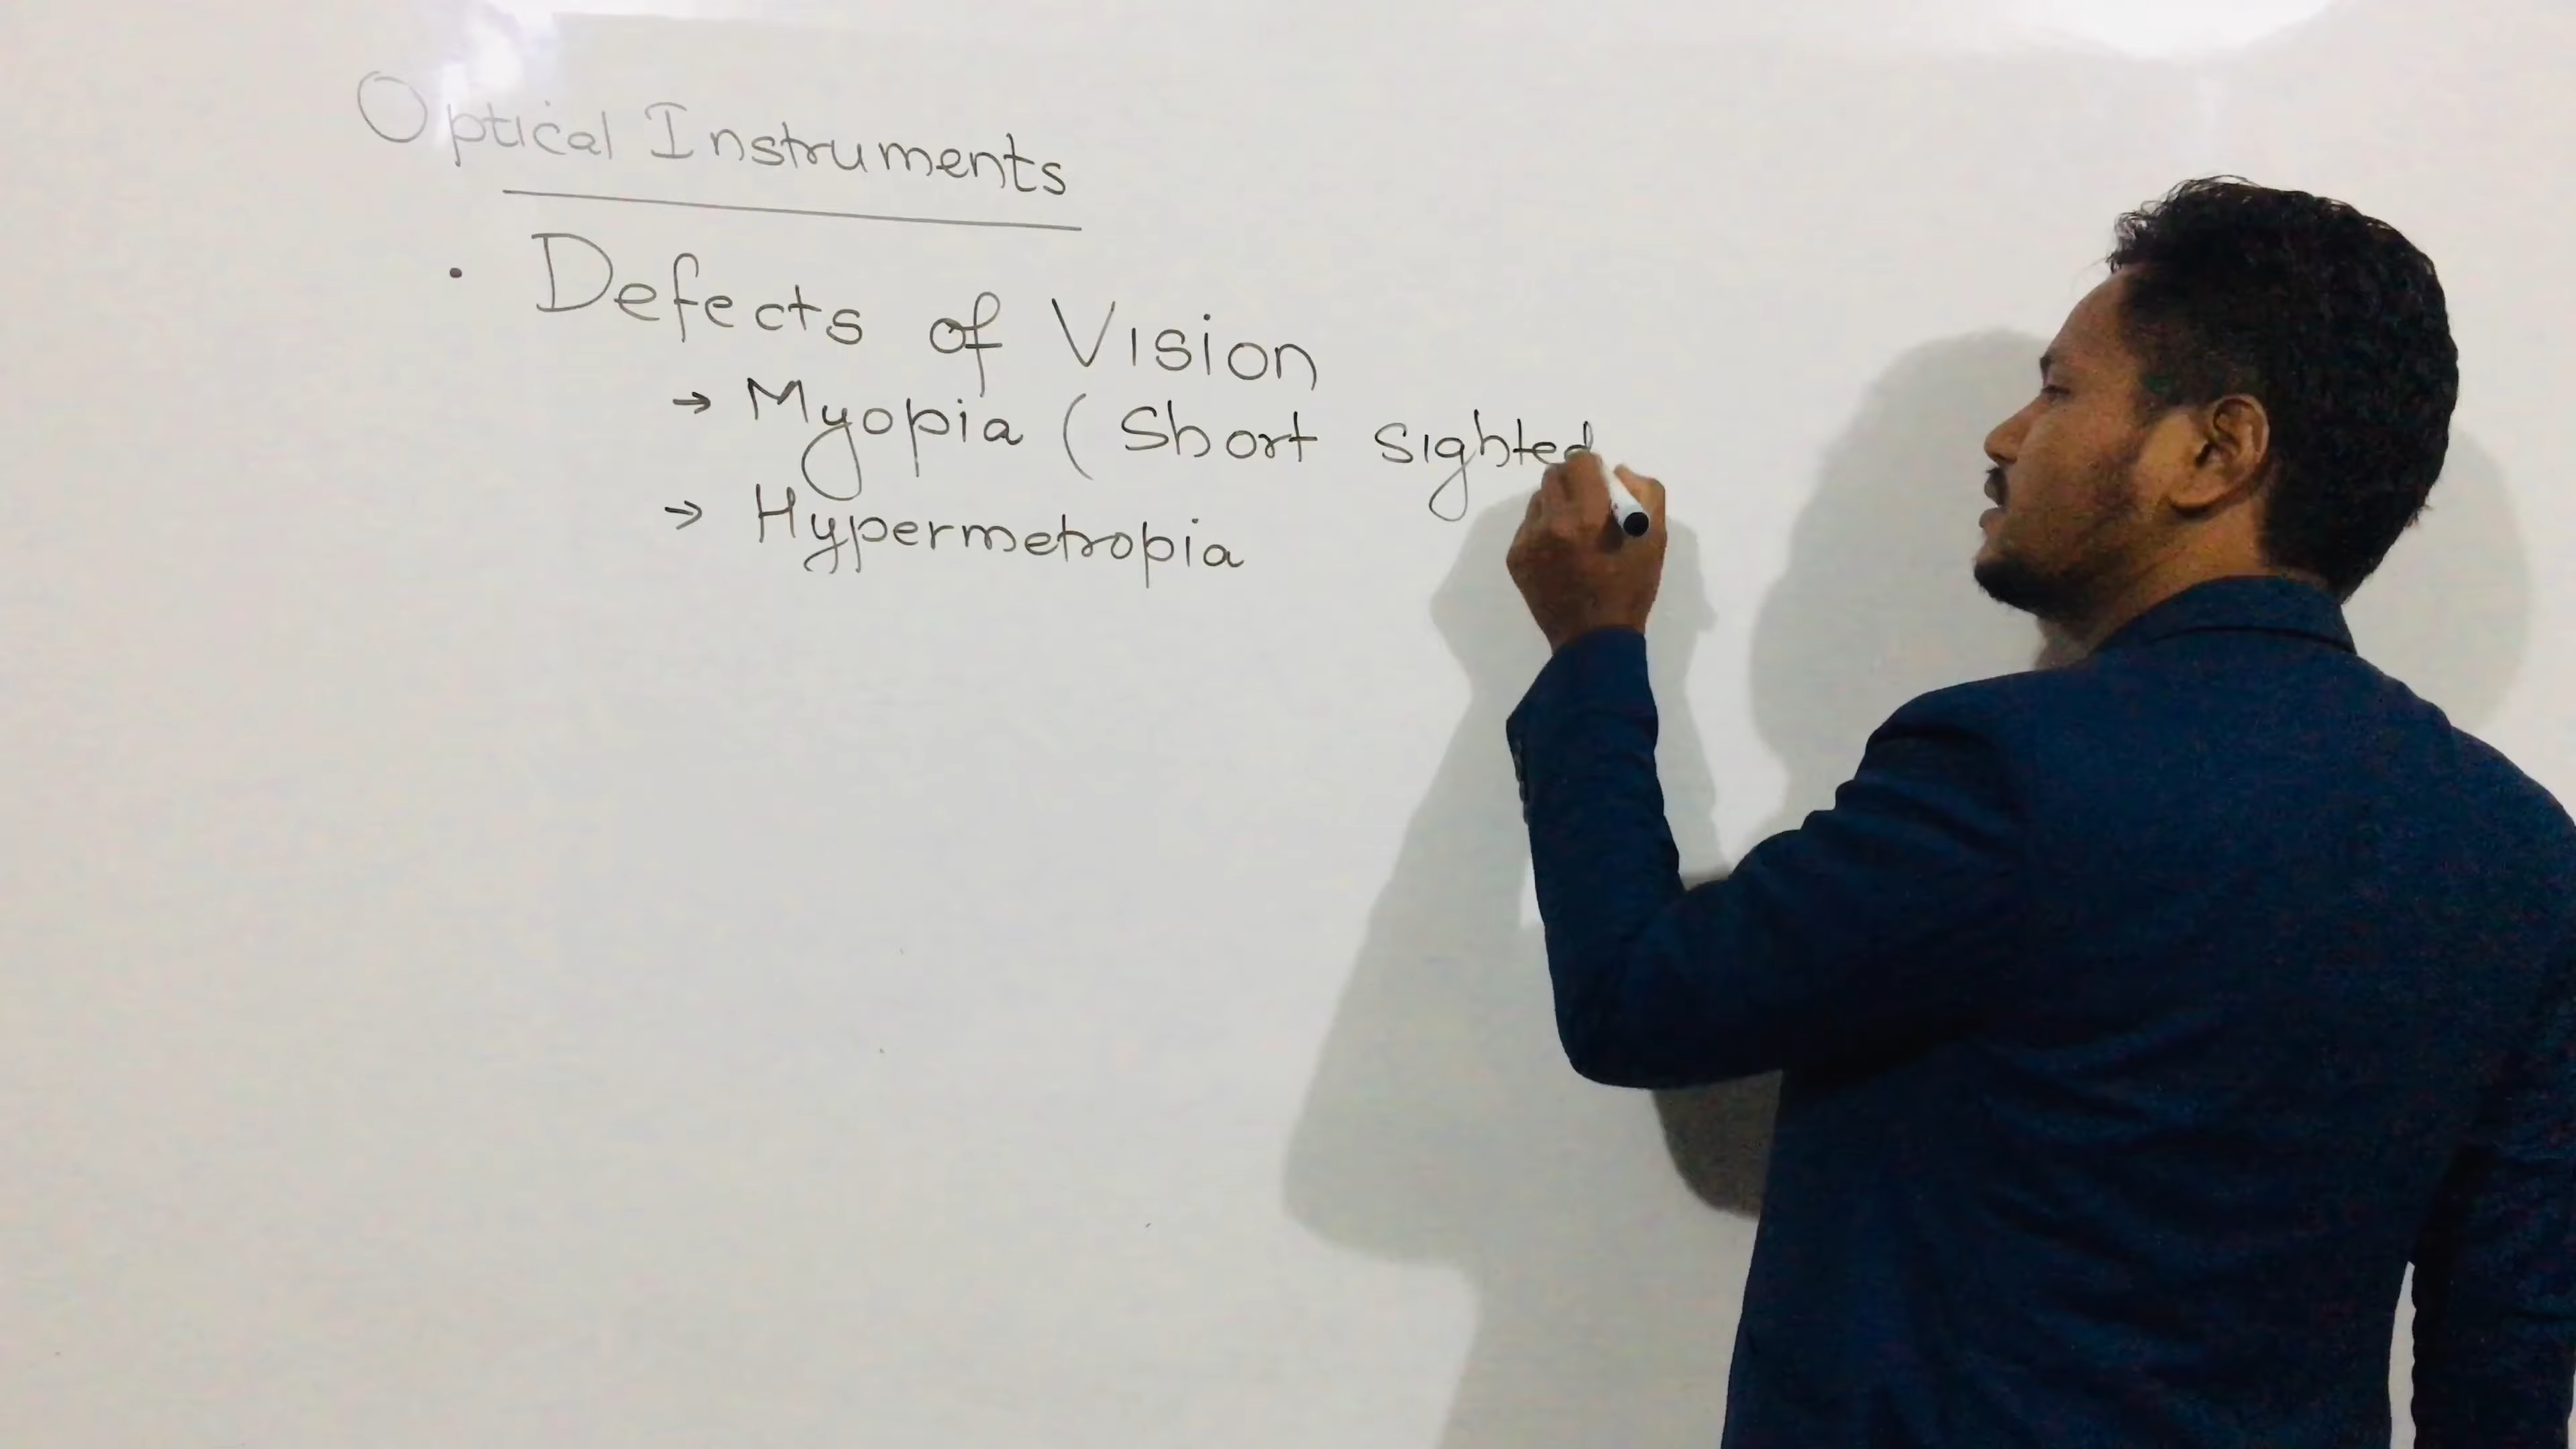 Optical Instruments
• Defects of Vision
→ Myopia (Short Sighted
→ Hypermetropia